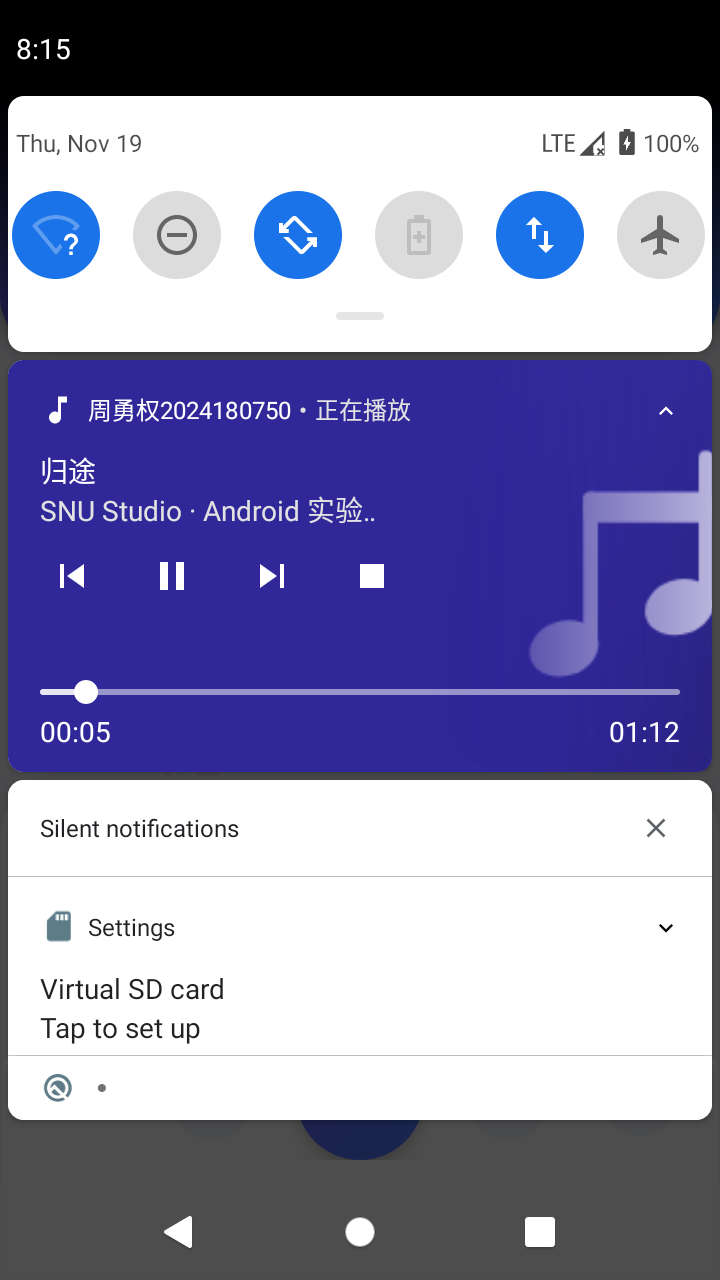 8:15
Thu, Nov 19
LTE 100%
?
周勇权2024180750 • 正在播放
归途
SNU Studio · Android 实验..
00:05
01:12
Silent notifications
Settings
Virtual SD card
Tap to set up